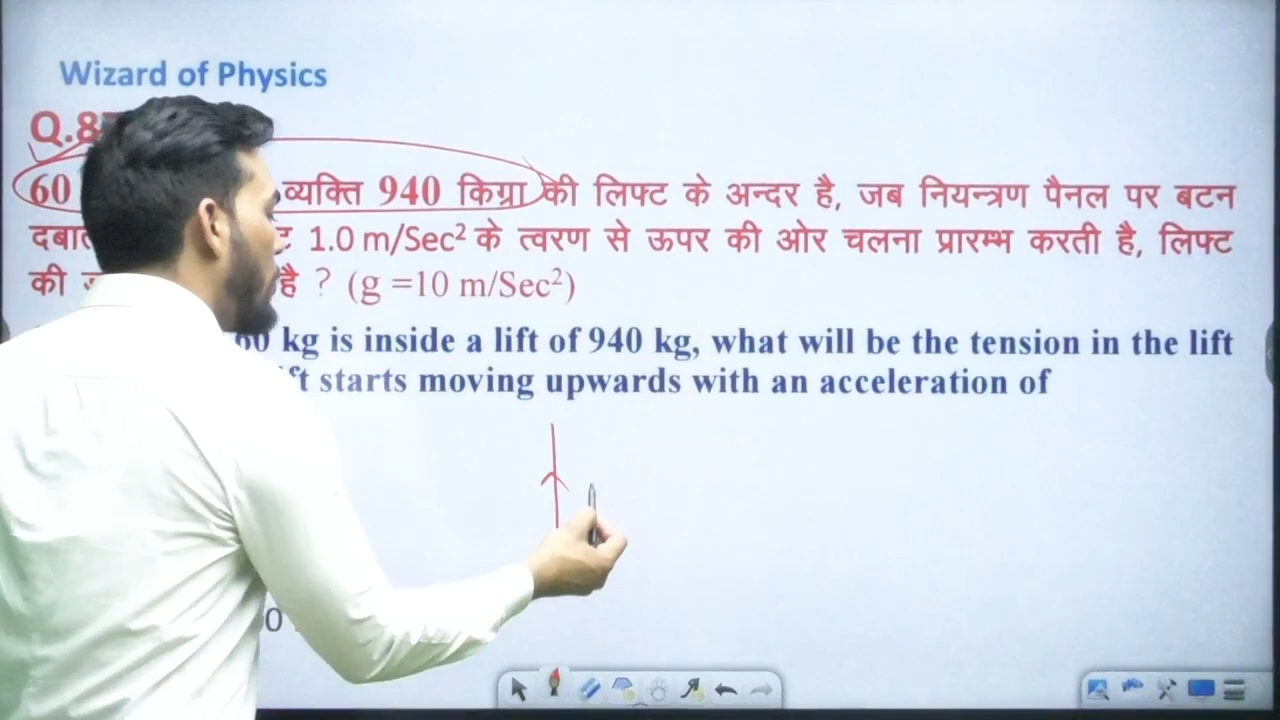 Wizard of Physics
Q.8
60 व्यक्ति 940 किग्रा की लिफ्ट के अन्दर है, जब नियन्त्रण पैनल पर बटन
1.0 m/Sec² के त्वरण से ऊपर की ओर चलना प्रारम्भ करती है, लिफ्ट
की है ? (g =10 m/Sec²)
60 kg is inside a lift of 940 kg, what will be the tension in the lift
starts moving upwards with an acceleration of
0